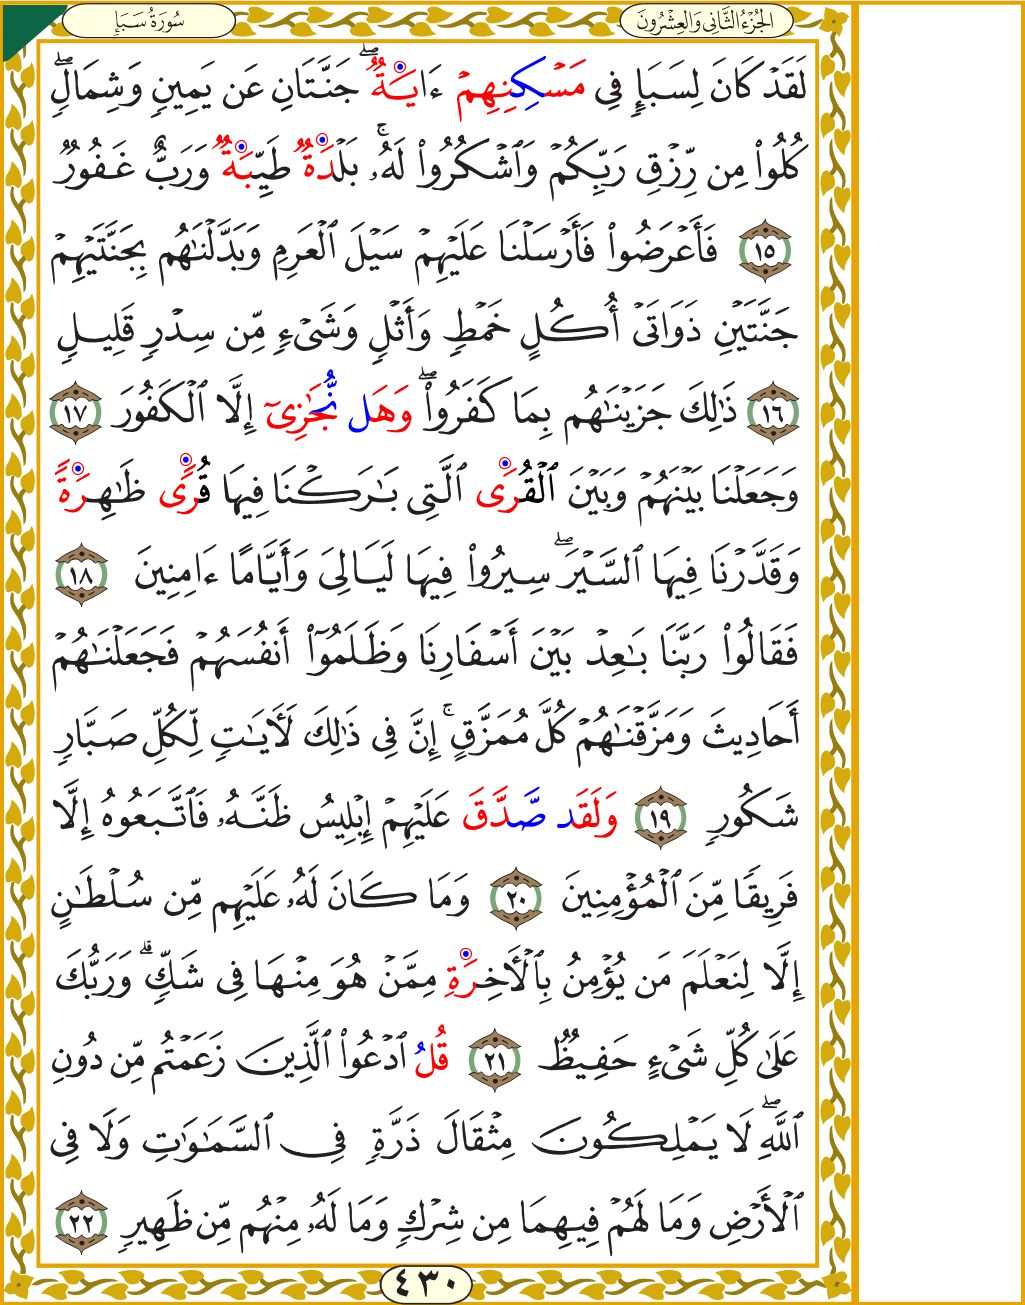 الجُزْءُ الثَّانِي وَالعِشْرُونَ
سُورَةُ سَبَإٍ
لَقَدْ كَانَ لِسَبَإٍ فِي مَسْكِنِهِمْ ءَايَةٌ ۖ جَنَّتَانِ عَن يَمِينٍ وَشِمَالٍ ۖ
كُلُوا۟ مِن رِّزْقِ رَبِّكُمْ وَٱشْكُرُوا۟ لَهُۥ ۚ بَلْدَةٌ طَيِّبَةٌ وَرَبٌّ غَفُورٌ
١٥ فَأَعْرَضُوا۟ فَأَرْسَلْنَا عَلَيْهِمْ سَيْلَ ٱلْعَرِمِ وَبَدَّلْنَٰهُم بِجَنَّتَيْهِمْ
جَنَّتَيْنِ ذَوَاتَىْ أُكُلٍ خَمْطٍ وَأَثْلٍ وَشَىْءٍ مِّن سِدْرٍ قَلِيلٍ
١٦ ذَٰلِكَ جَزَيْنَٰهُم بِمَا كَفَرُوا۟ ۖ وَهَل نُّجَٰزِىٓ إِلَّا ٱلْكَفُورَ ١٧
وَجَعَلْنَا بَيْنَهُمْ وَبَيْنَ ٱلْقُرَى ٱلَّتِى بَٰرَكْنَا فِيهَا قُرًى ظَٰهِرَةً
وَقَدَّرْنَا فِيهَا ٱلسَّيْرَ ۖ سِيرُوا۟ فِيهَا لَيَالِىَ وَأَيَّامًا ءَامِنِينَ ١٨
فَقَالُوا۟ رَبَّنَا بَٰعِدْ بَيْنَ أَسْفَارِنَا وَظَلَمُوٓا۟ أَنفُسَهُمْ فَجَعَلْنَٰهُمْ
أَحَادِيثَ وَمَزَّقْنَٰهُمْ كُلَّ مُمَزَّقٍ ۚ إِنَّ فِى ذَٰلِكَ لَءَايَٰتٍ لِّكُلِّ صَبَّارٍ
شَكُورٍ ١٩ وَلَقَد صَّدَّقَ عَلَيْهِمْ إِبْلِيسُ ظَنَّهُۥ فَٱتَّبَعُوهُ إِلَّا
فَرِيقًا مِّنَ ٱلْمُؤْمِنِينَ ٢٠ وَمَا كَانَ لَهُۥ عَلَيْهِم مِّن سُلْطَٰنٍ
إِلَّا لِنَعْلَمَ مَن يُؤْمِنُ بِٱلْءَاخِرَةِ مِمَّنْ هُوَ مِنْهَا فِى شَكٍّ ۗ وَرَبُّكَ
عَلَىٰ كُلِّ شَىْءٍ حَفِيظٌ ٢١ قُلُ ٱدْعُوا۟ ٱلَّذِينَ زَعَمْتُم مِّن دُونِ
ٱللَّهِ ۖ لَا يَمْلِكُونَ مِثْقَالَ ذَرَّةٍ فِى ٱلسَّمَٰوَٰتِ وَلَا فِى
ٱلْأَرْضِ وَمَا لَهُمْ فِيهِمَا مِن شِرْكٍ وَمَا لَهُۥ مِنْهُم مِّن ظَهِيرٍ ٢٢
٤٣٠